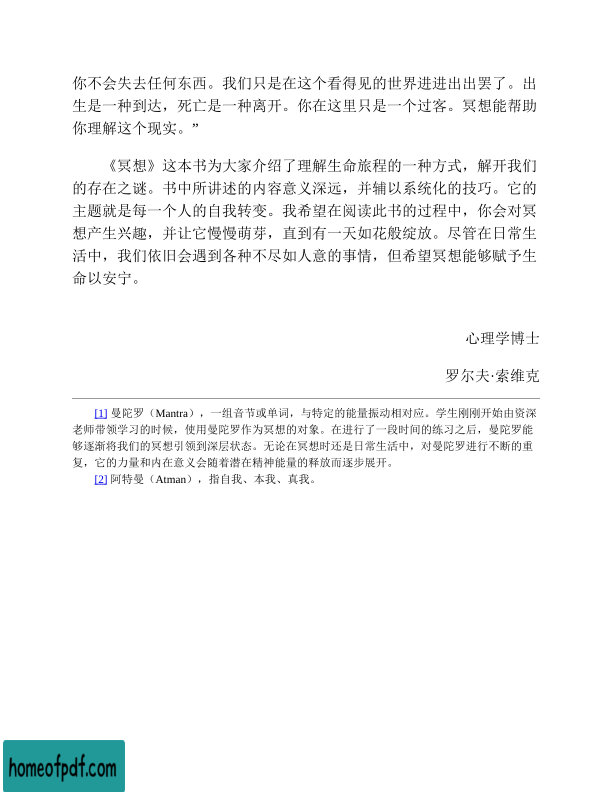 你不会失去任何东西。我们只是在这个看得见的世界进进出出罢了。出
生是一种到达，死亡是一种离开。你在这里只是一个过客。冥想能帮助
你理解这个现实。”
《冥想》这本书为大家介绍了理解生命旅程的一种方式，解开我们
的存在之谜。书中所讲述的内容意义深远，并辅以系统化的技巧。它的
主题就是每一个人的自我转变。我希望在阅读此书的过程中，你会对冥
想产生兴趣，并让它慢慢萌芽，直到有一天如花般绽放。尽管在日常生
活中，我们依旧会遇到各种不尽如人意的事情，但希望冥想能够赋予生
命以安宁。
心理学博士
罗尔夫·索维克
[1] 曼陀罗（Mantra），一组音节或单词，与特定的能量振动相对应。学生刚刚开始由资深
老师带领学习的时候，使用曼陀罗作为冥想的对象。在进行了一段时间的练习之后，曼陀罗能
够逐渐将我们的冥想引领到深层状态。无论在冥想时还是日常生活中，对曼陀罗进行不断的重
复，它的力量和内在意义会随着潜在精神能量的释放而逐步展开。
[2] 阿特曼（Atman），指自我、本我、真我。
homeofpdf.com